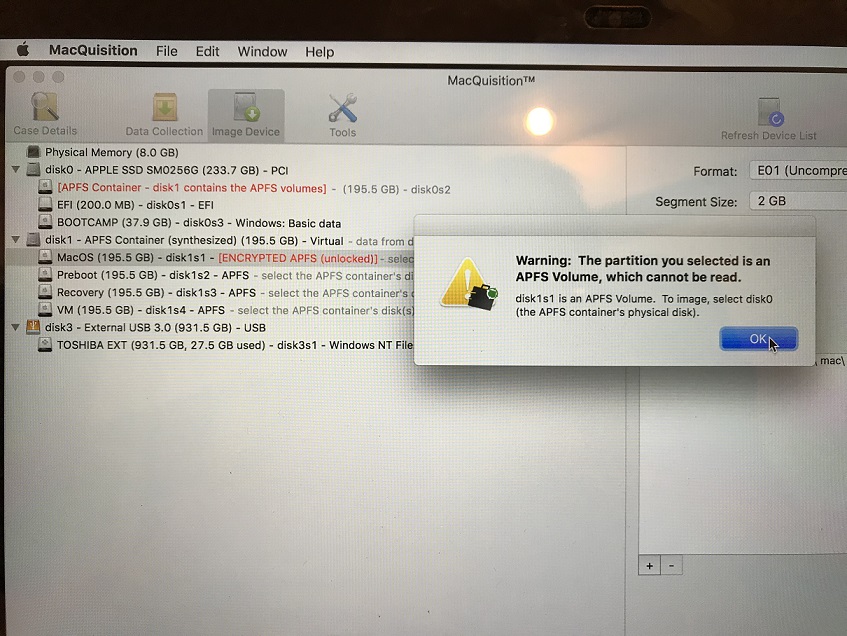 MacQuisition File Edit Window Help
MacQuisition™
Case Details Data Collection Image Device Tools Refresh Device List
Physical Memory (8.0 GB)
disk0 - APPLE SSD SM0256G (233.7 GB) - PCI
[APFS Container - disk1 contains the APFS volumes] - (195.5 GB) - disk0s2
EFI (200.0 MB) - disk0s1 - EFI
BOOTCAMP (37.9 GB) - disk0s3 - Windows: Basic data
disk1 - APFS Container (synthesized) (195.5 GB) - Virtual - data from d
MacOS (195.5 GB) - disk1s1 - [ENCRYPTED APFS (unlocked)] - selec
Preboot (195.5 GB) - disk1s2 - APFS - select the APFS container's di
Recovery (195.5 GB) - disk1s3 - APFS - select the APFS container's d
VM (195.5 GB) - disk1s4 - APFS - select the APFS container's disk(s)
disk3 - External USB 3.0 (931.5 GB) - USB
TOSHIBA EXT (931.5 GB, 27.5 GB used) - disk3s1 - Windows NT File
Format: E01 (Uncompre
Segment Size: 2 GB
Warning: The partition you selected is an
APFS Volume, which cannot be read.
disk1s1 is an APFS Volume. To image, select disk0
(the APFS container's physical disk).
OK
mac\
+ -